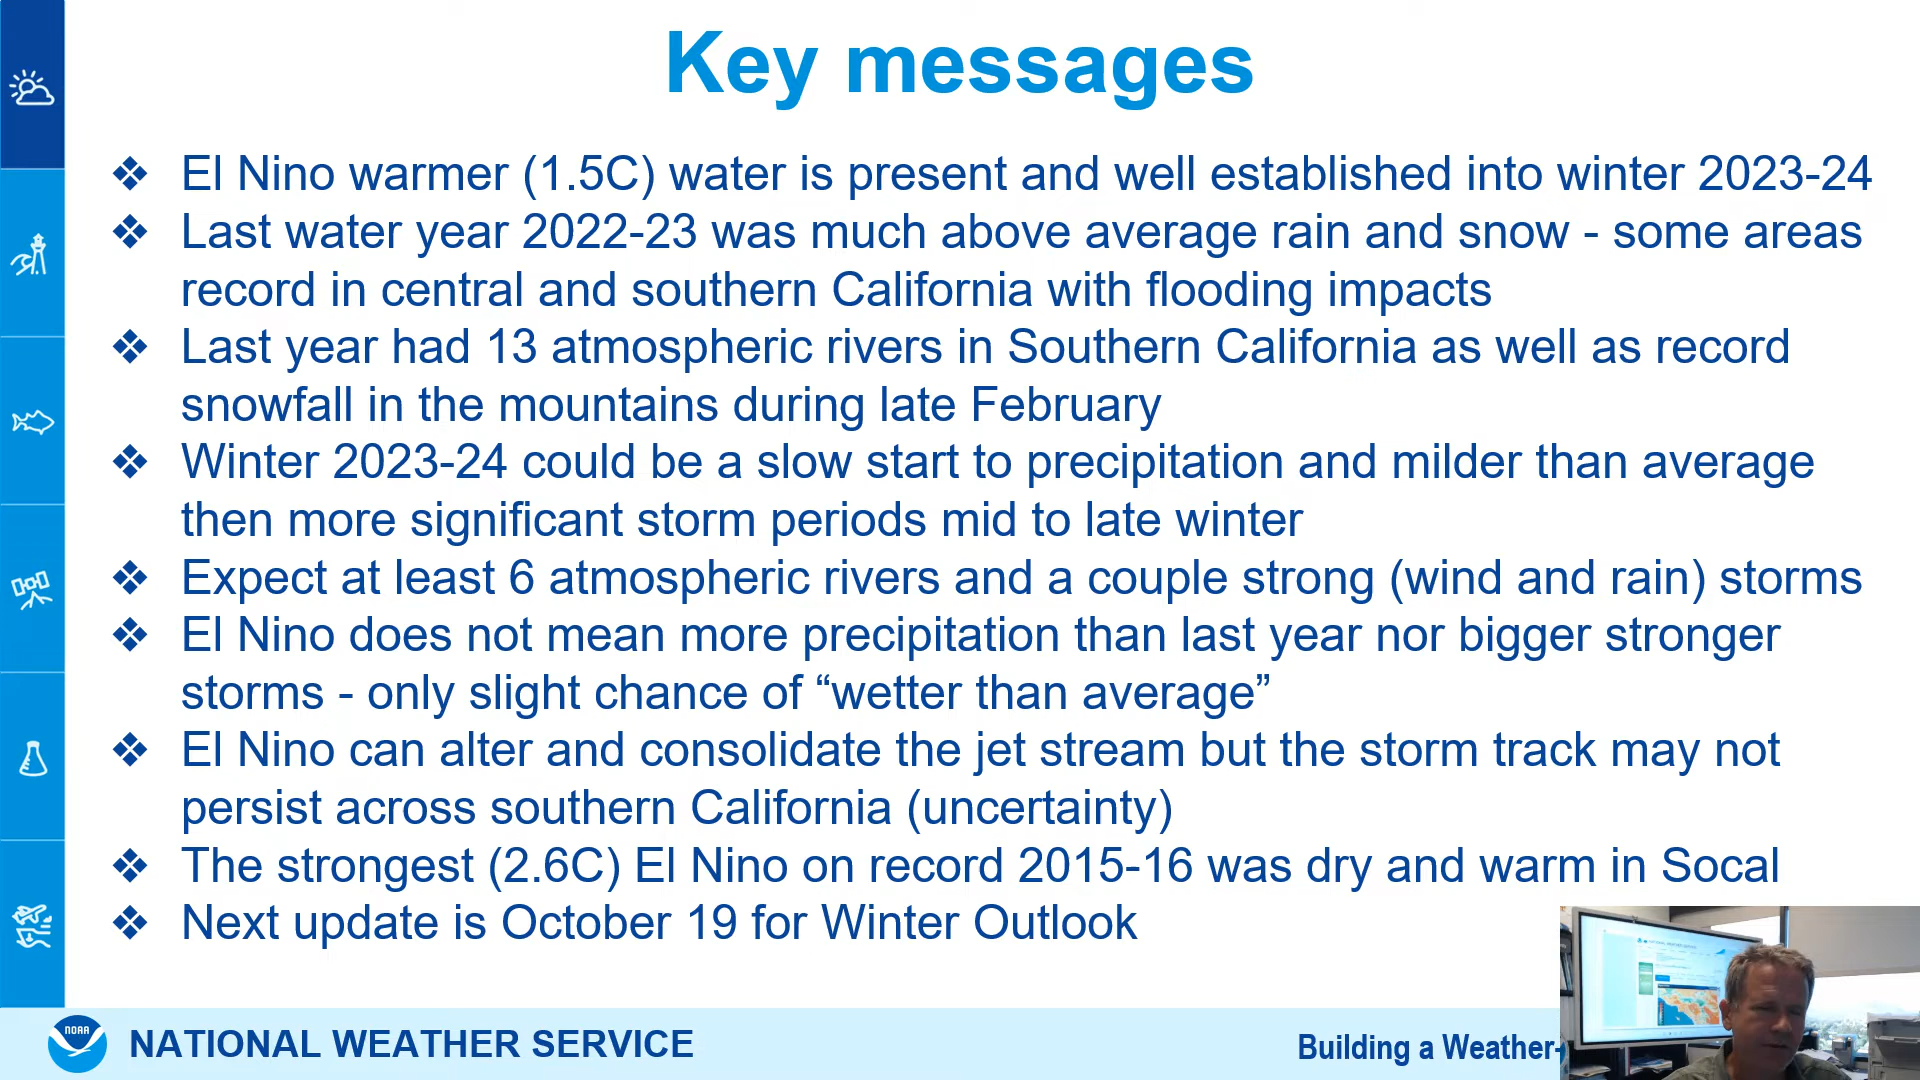 Key messages
❖ El Nino warmer (1.5C) water is present and well established into winter 2023-24
❖ Last water year 2022-23 was much above average rain and snow - some areas
record in central and southern California with flooding impacts
❖ Last year had 13 atmospheric rivers in Southern California as well as record
snowfall in the mountains during late February
❖ Winter 2023-24 could be a slow start to precipitation and milder than average
then more significant storm periods mid to late winter
❖ Expect at least 6 atmospheric rivers and a couple strong (wind and rain) storms
❖ El Nino does not mean more precipitation than last year nor bigger stronger
storms - only slight chance of “wetter than average”
❖ El Nino can alter and consolidate the jet stream but the storm track may not
persist across southern California (uncertainty)
❖ The strongest (2.6C) El Nino on record 2015-16 was dry and warm in Socal
❖ Next update is October 19 for Winter Outlook
NATIONAL WEATHER SERVICE
NOAA
NATIONAL WEATHER SERVICE
Building a Weather-